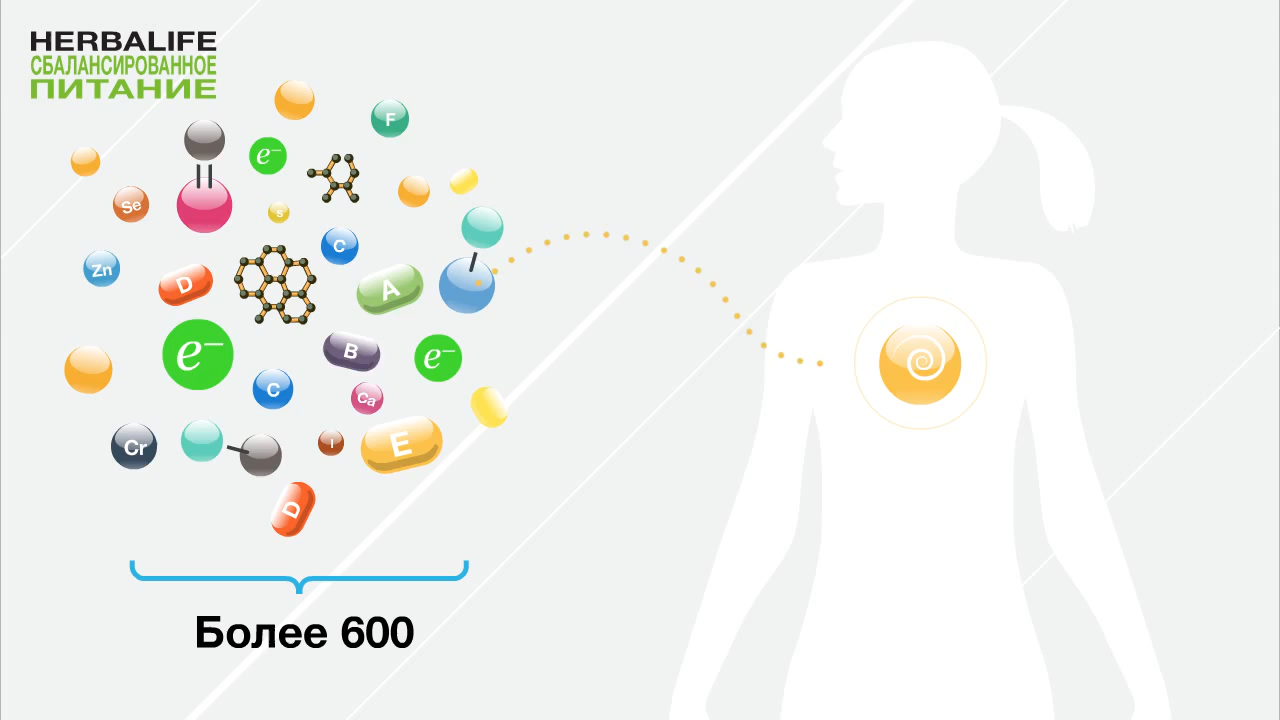 HERBALIFE
СБАЛАНСИРОВАННОЕ
ПИТАНИЕ
F
e−
Se
s
C
Zn
D
A
e−
B
e−
C
Ca
Cr
I
E
D
Более 600